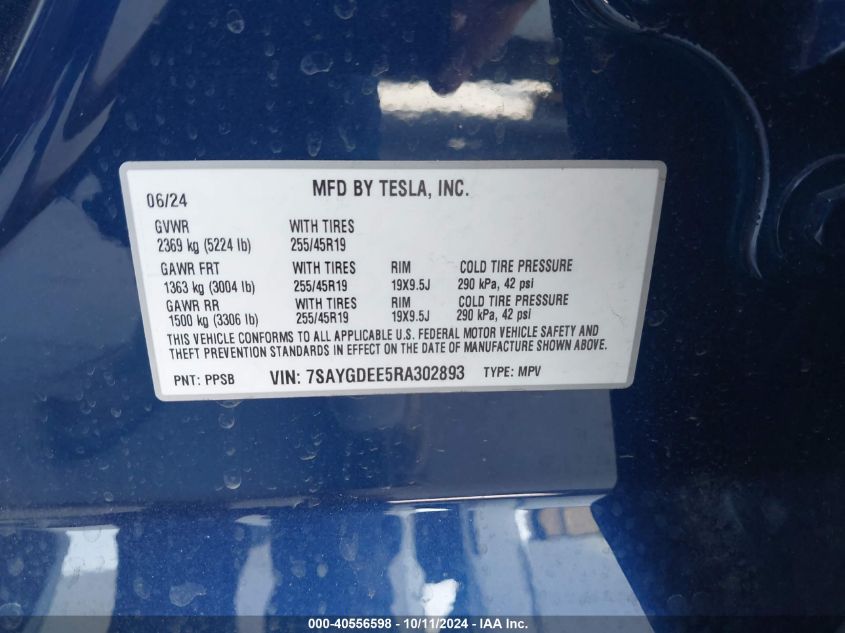 06/24 MFD BY TESLA, INC.
GVWR WITH TIRES
2369 kg (5224 lb) 255/45R19
GAWR FRT WITH TIRES RIM COLD TIRE PRESSURE
1363 kg (3004 lb) 255/45R19 19X9.5J 290 kPa, 42 psi
GAWR RR WITH TIRES RIM COLD TIRE PRESSURE
1500 kg (3306 lb) 255/45R19 19X9.5J 290 kPa, 42 psi
THIS VEHICLE CONFORMS TO ALL APPLICABLE U.S. FEDERAL MOTOR VEHICLE SAFETY AND
THEFT PREVENTION STANDARDS IN EFFECT ON THE DATE OF MANUFACTURE SHOWN ABOVE.
PNT: PPSB VIN: 7SAYGDEE5RA302893 TYPE: MPV
000-40556598 - 10/11/2024 - IAA Inc.